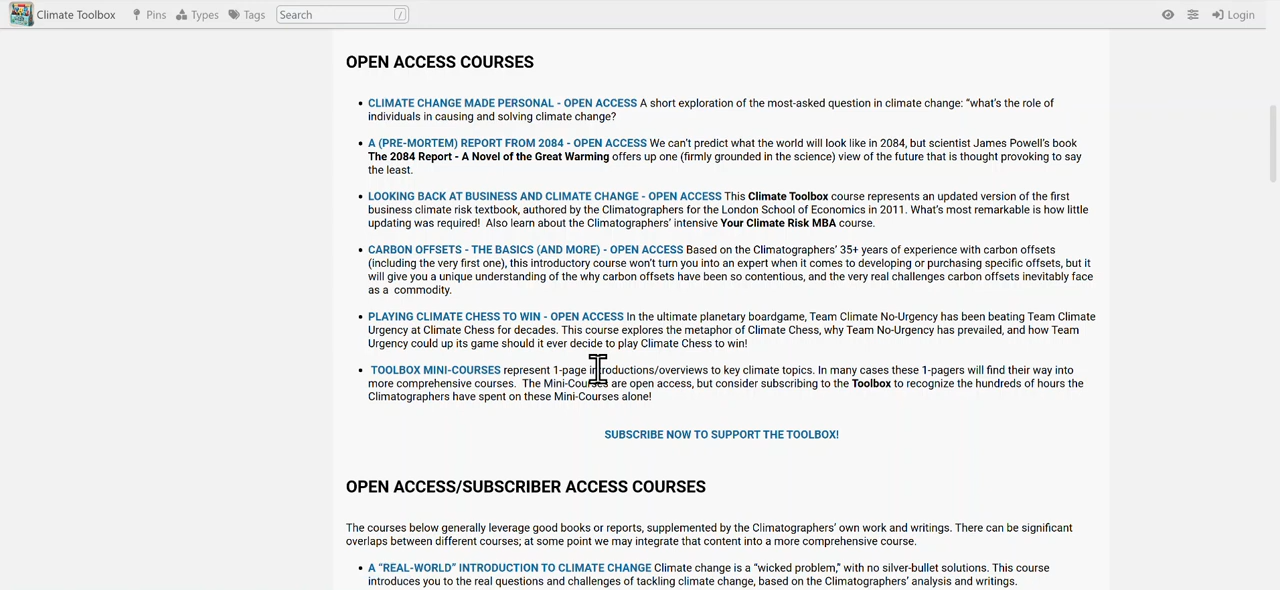 Climate Toolbox Pins Types Tags Search / Login
OPEN ACCESS COURSES
• CLIMATE CHANGE MADE PERSONAL - OPEN ACCESS A short exploration of the most-asked question in climate change: “what’s the role of
individuals in causing and solving climate change?
• A (PRE-MORTEM) REPORT FROM 2084 - OPEN ACCESS We can’t predict what the world will look like in 2084, but scientist James Powell’s book
The 2084 Report - A Novel of the Great Warming offers up one (firmly grounded in the science) view of the future that is thought provoking to say
the least.
• LOOKING BACK AT BUSINESS AND CLIMATE CHANGE - OPEN ACCESS This Climate Toolbox course represents an updated version of the first
business climate risk textbook, authored by the Climatographers for the London School of Economics in 2011. What’s most remarkable is how little
updating was required! Also learn about the Climatographers’ intensive Your Climate Risk MBA course.
• CARBON OFFSETS - THE BASICS (AND MORE) - OPEN ACCESS Based on the Climatographers’ 35+ years of experience with carbon offsets
(including the very first one), this introductory course won’t turn you into an expert when it comes to developing or purchasing specific offsets, but it
will give you a unique understanding of the why carbon offsets have been so contentious, and the very real challenges carbon offsets inevitably face
as a commodity.
• PLAYING CLIMATE CHESS TO WIN - OPEN ACCESS In the ultimate planetary boardgame, Team Climate No-Urgency has been beating Team Climate
Urgency at Climate Chess for decades. This course explores the metaphor of Climate Chess, why Team No-Urgency has prevailed, and how Team
Urgency could up its game should it ever decide to play Climate Chess to win!
• TOOLBOX MINI-COURSES represent 1-page introductions/overviews to key climate topics. In many cases these 1-pagers will find their way into
more comprehensive courses. The Mini-Courses are open access, but consider subscribing to the Toolbox to recognize the hundreds of hours the
Climatographers have spent on these Mini-Courses alone!
SUBSCRIBE NOW TO SUPPORT THE TOOLBOX!
OPEN ACCESS/SUBSCRIBER ACCESS COURSES
The courses below generally leverage good books or reports, supplemented by the Climatographers’ own work and writings. There can be significant
overlaps between different courses; at some point we may integrate that content into a more comprehensive course.
• A “REAL-WORLD” INTRODUCTION TO CLIMATE CHANGE Climate change is a “wicked problem,” with no silver-bullet solutions. This course
introduces you to the real questions and challenges of tackling climate change, based on the Climatographers’ analysis and writings.